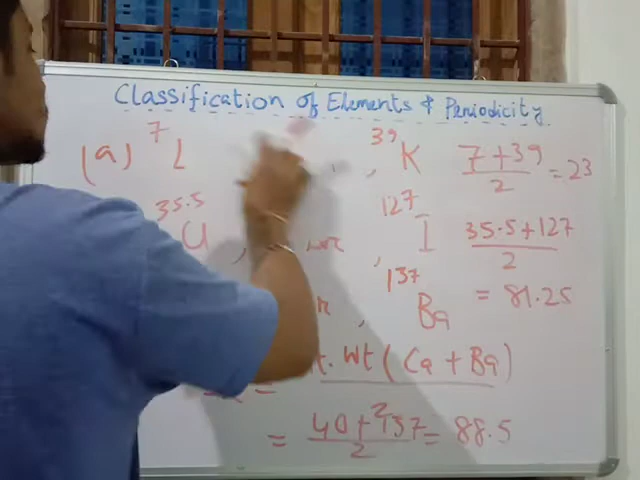 Classification of Elements & Periodicity
(a) 7 L , 39 K 7+39 / 2 = 23
35.5 Cl , 127 I 35.5+127 / 2
, 137 Ba = 81.25
t. Wt (Ca + Ba)
2
= 40+137 / 2 = 88.5